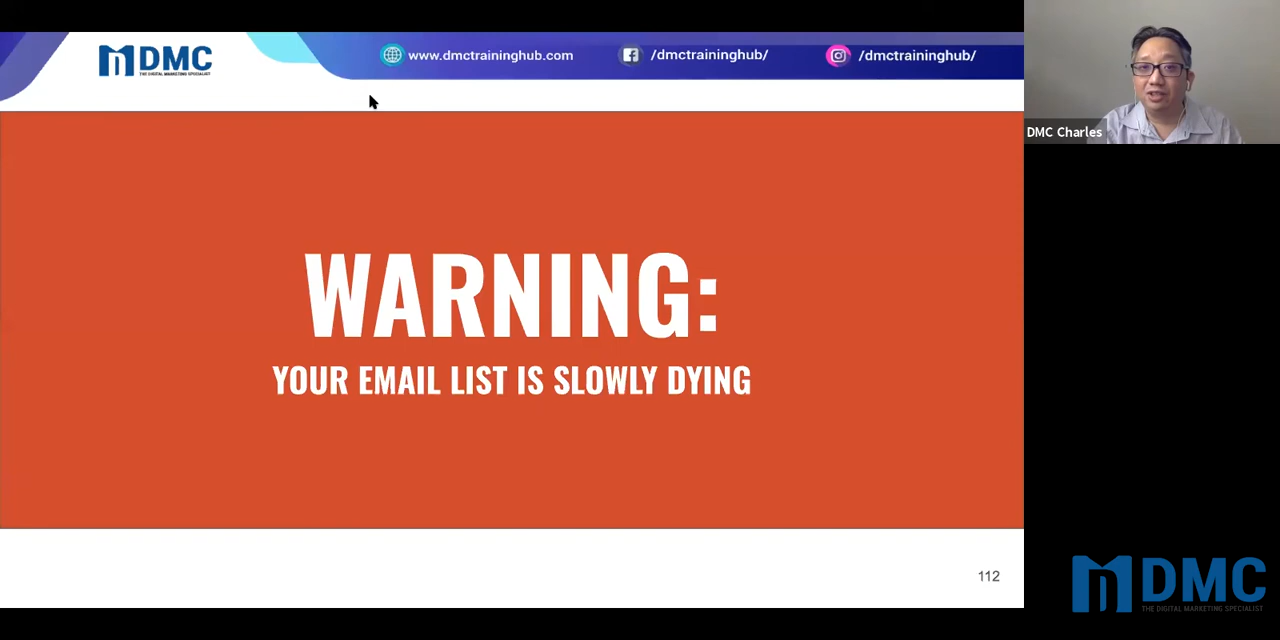 DMC
THE DIGITAL MARKETING SPECIALIST
www.dmctraininghub.com
/dmctraininghub/
/dmctraininghub/
DMC Charles
WARNING:
YOUR EMAIL LIST IS SLOWLY DYING
112
DMC
THE DIGITAL MARKETING SPECIALIST